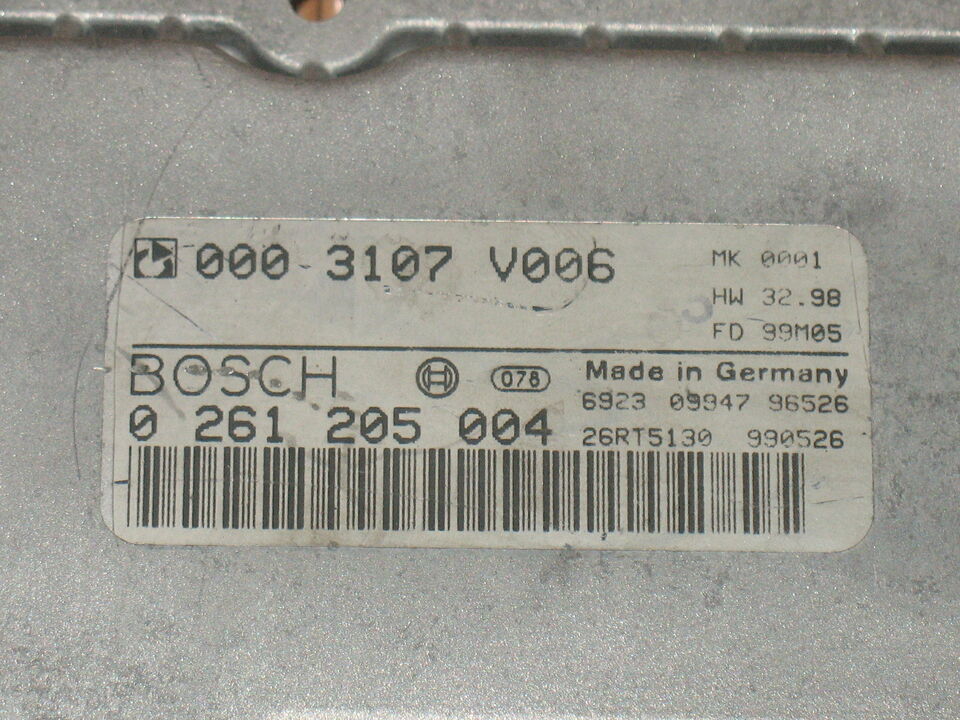 000 3107 V006
MK 0001
HW 32.98
FD 99M05
BOSCH
078
Made in Germany
0 261 205 004
6923 09947 96526
26RT5130 990526